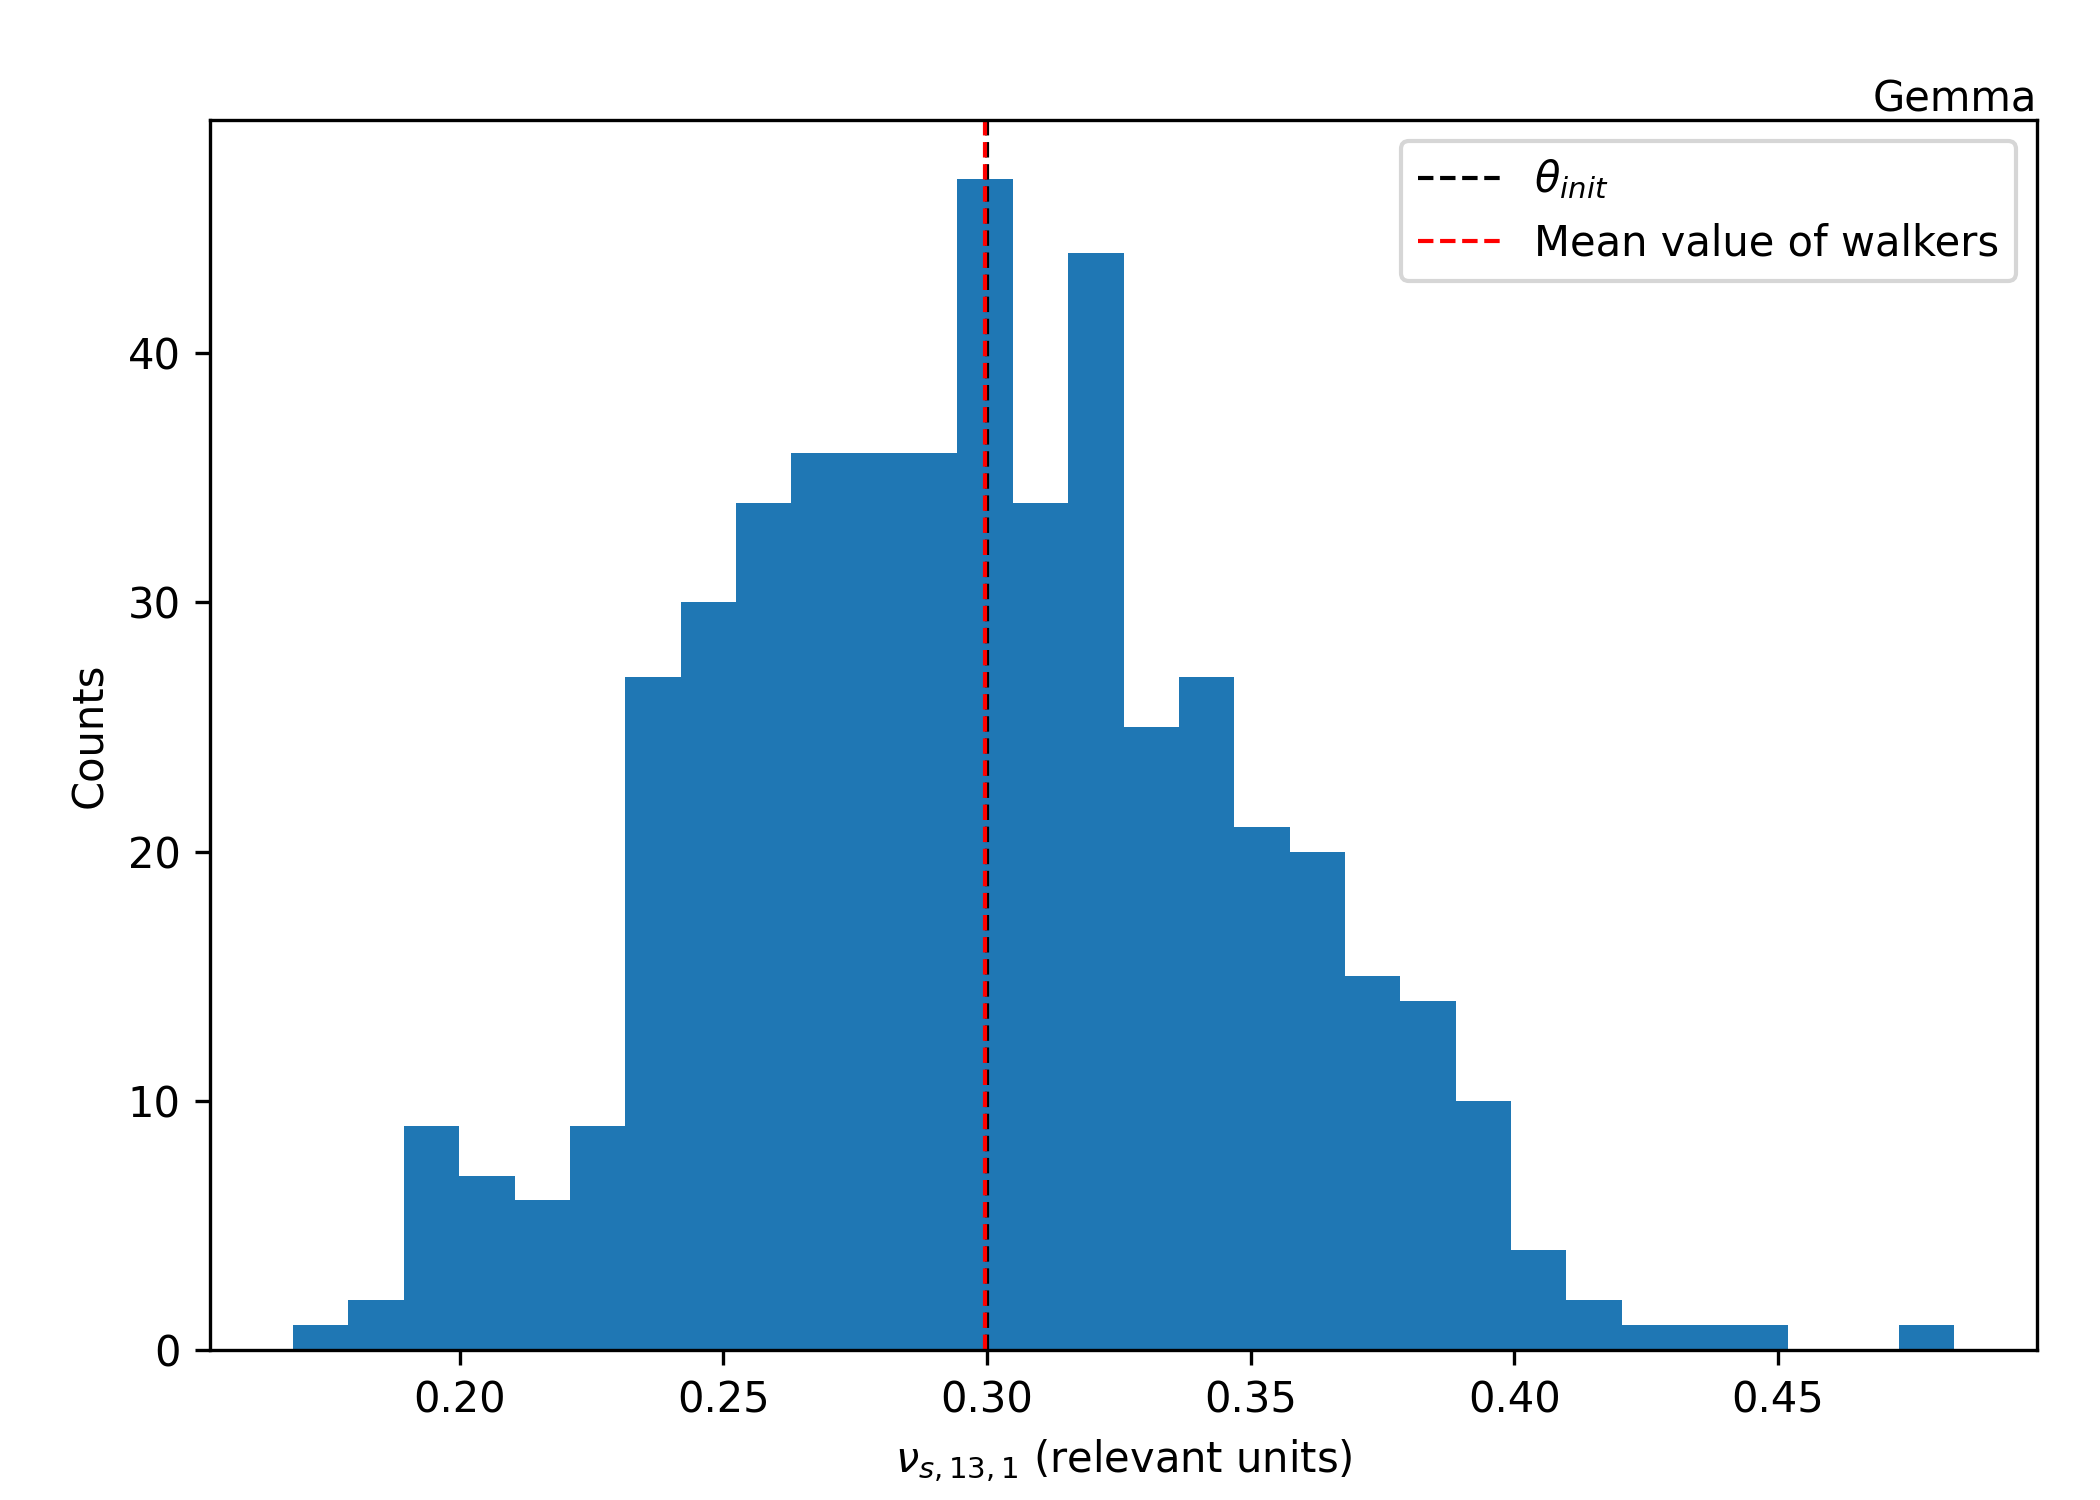 Gemma
θ_init
Mean value of walkers
40
30
20
10
0
Counts
0.20 0.25 0.30 0.35 0.40 0.45
ν_s,13,1 (relevant units)